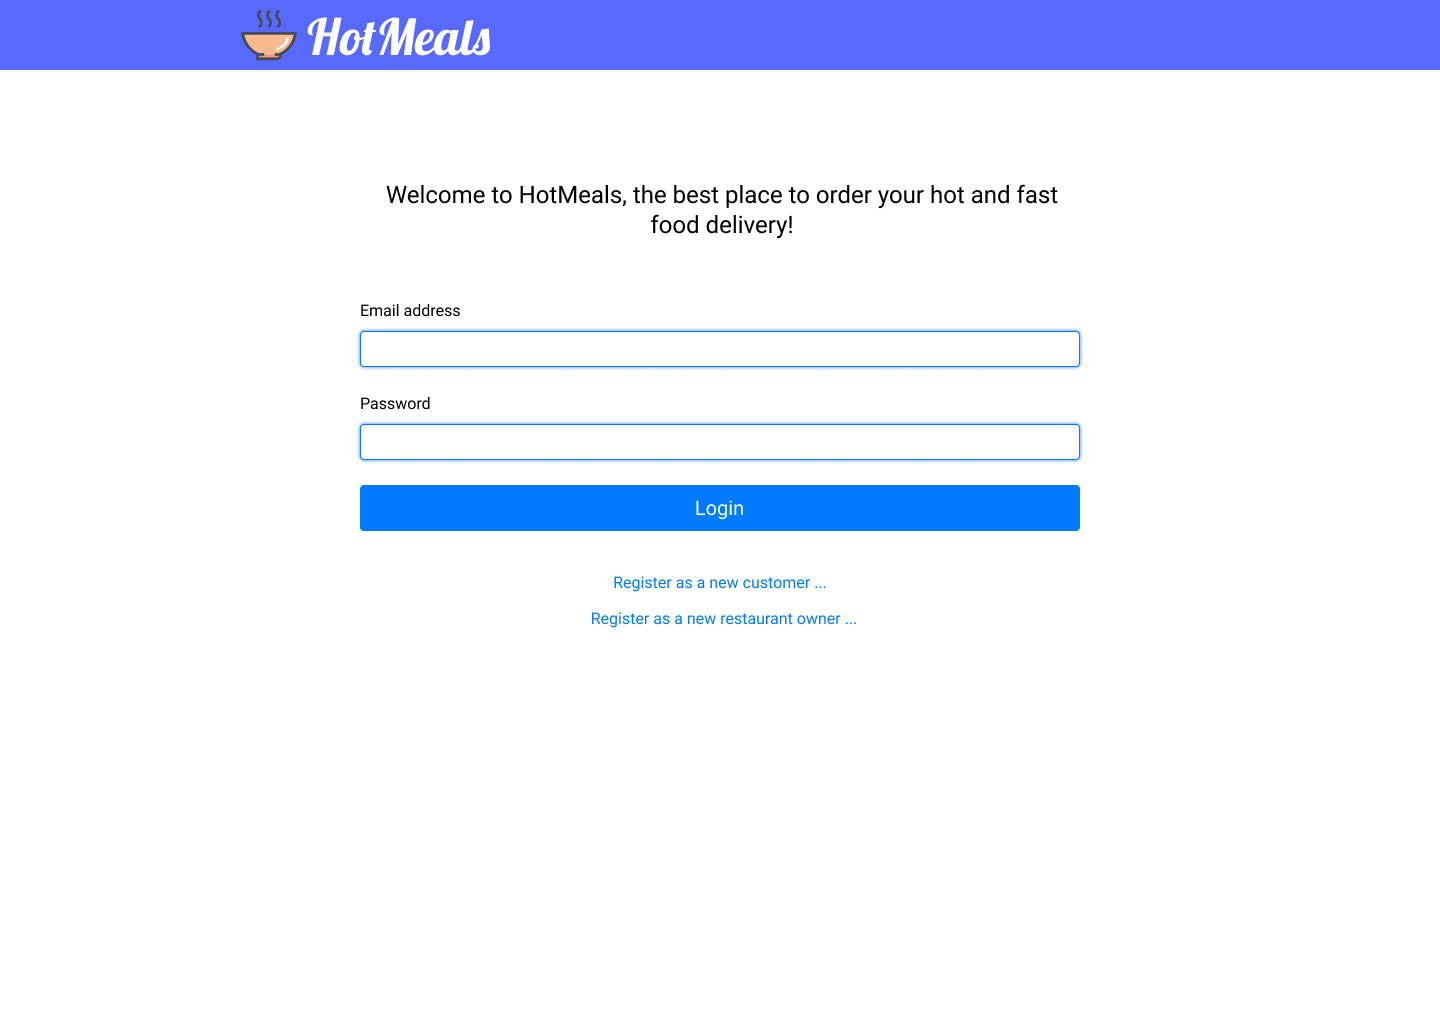 HotMeals
Welcome to HotMeals, the best place to order your hot and fast
food delivery!
Email address
Password
Login
Register as a new customer ...
Register as a new restaurant owner ...